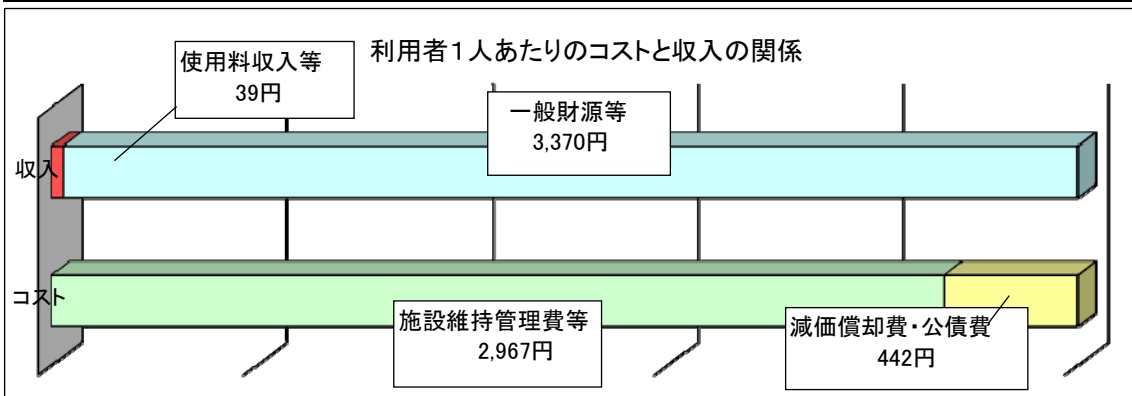 利用者１人あたりのコストと収入の関係
使用料収入等
39円
一般財源等
3,370円
収入
コスト
施設維持管理費等
2,967円
減価償却費・公債費
442円